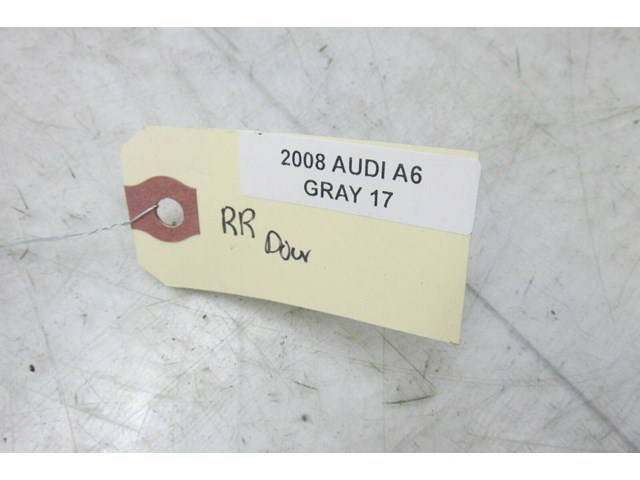 2008 AUDI A6
GRAY 17
RR
Door